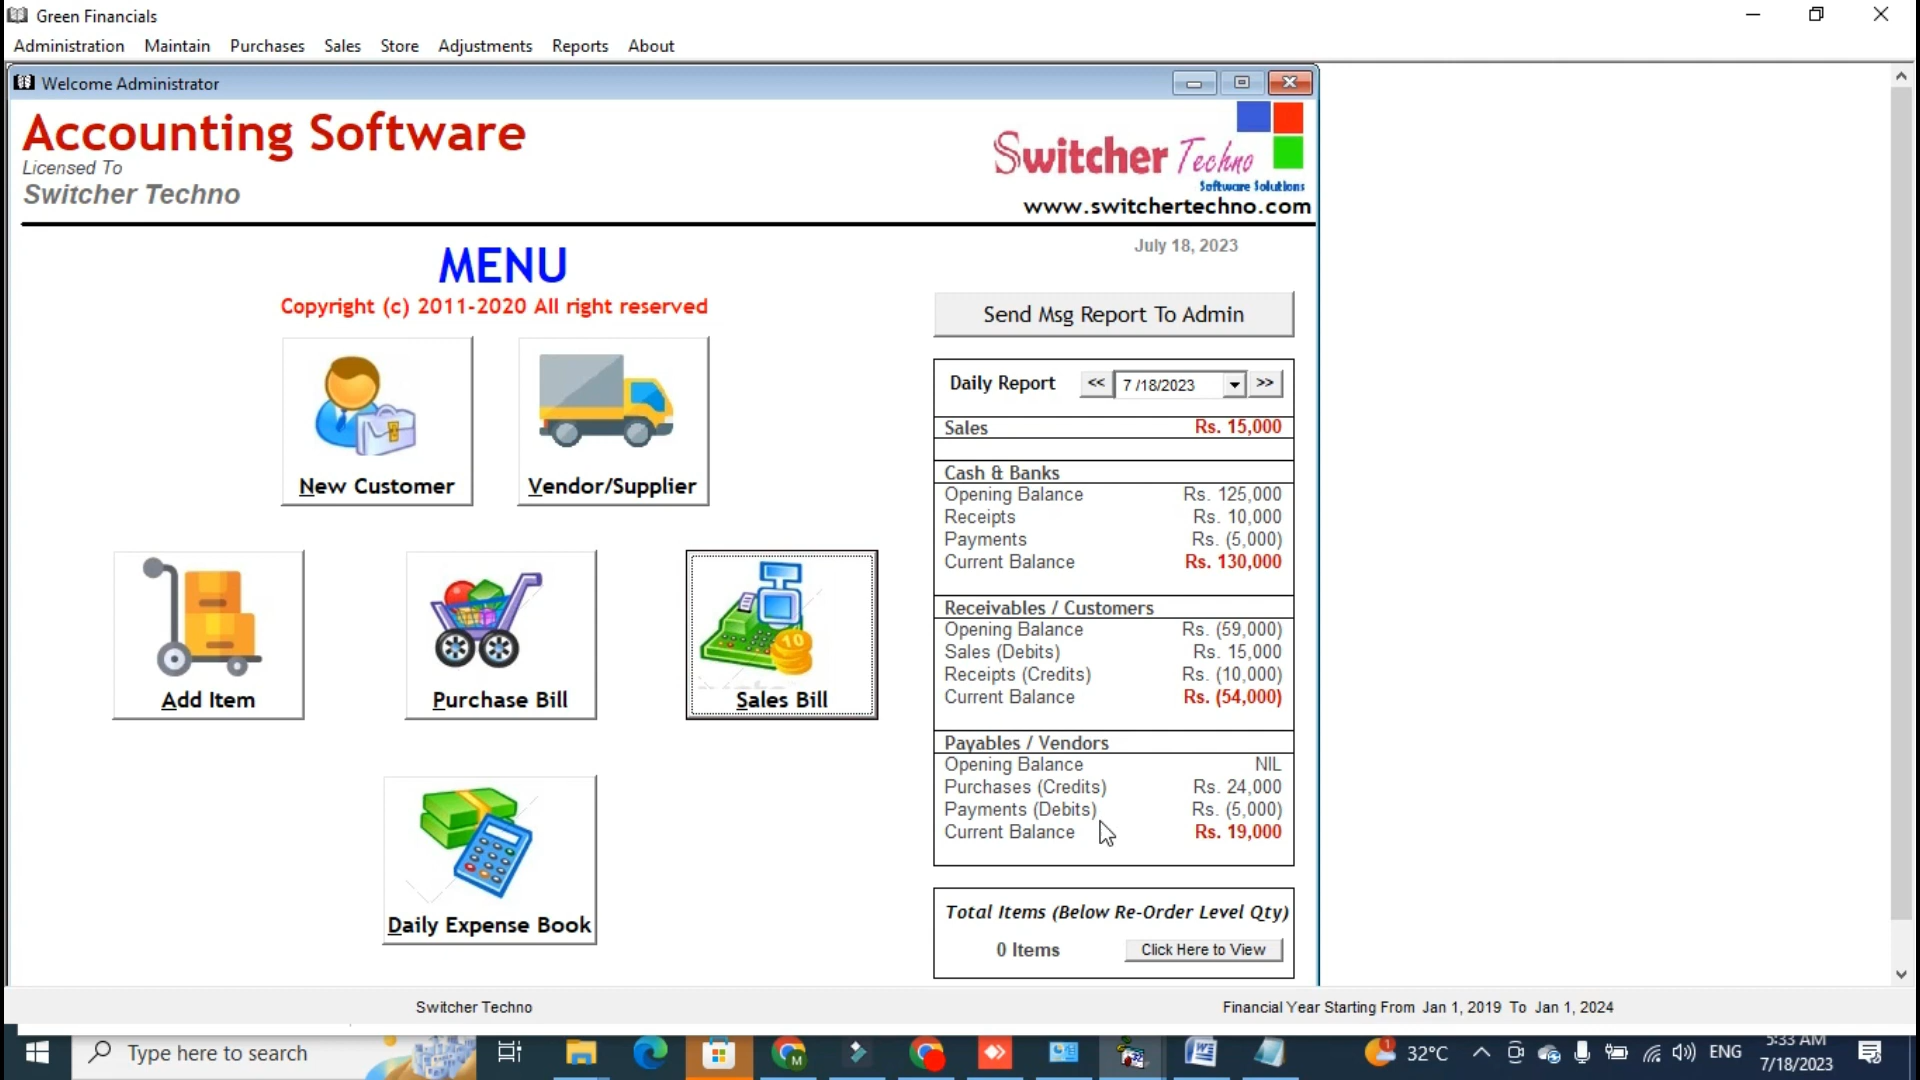 Green Financials
Administration Maintain Purchases Sales Store Adjustments Reports About
Welcome Administrator
Accounting Software
Licensed To
Switcher Techno
Switcher Techno
Software Solutions
www.switchertechno.com
July 18, 2023
MENU
Copyright (c) 2011-2020 All right reserved
New Customer
Vendor/Supplier
Add Item
Purchase Bill
10
Sales Bill
Daily Expense Book
Send Msg Report To Admin
Daily Report << 7 /18/2023 >>
Sales Rs. 15,000
Cash & Banks
Opening Balance Rs. 125,000
Receipts Rs. 10,000
Payments Rs. (5,000)
Current Balance Rs. 130,000
Receivables / Customers
Opening Balance Rs. (59,000)
Sales (Debits) Rs. 15,000
Receipts (Credits) Rs. (10,000)
Current Balance Rs. (54,000)
Payables / Vendors
Opening Balance NIL
Purchases (Credits) Rs. 24,000
Payments (Debits) Rs. (5,000)
Current Balance Rs. 19,000
Total Items (Below Re-Order Level Qty)
0 Items Click Here to View
Switcher Techno Financial Year Starting From Jan 1, 2019 To Jan 1, 2024
Type here to search M W 1 32°C ENG 5:33 AM
7/18/2023